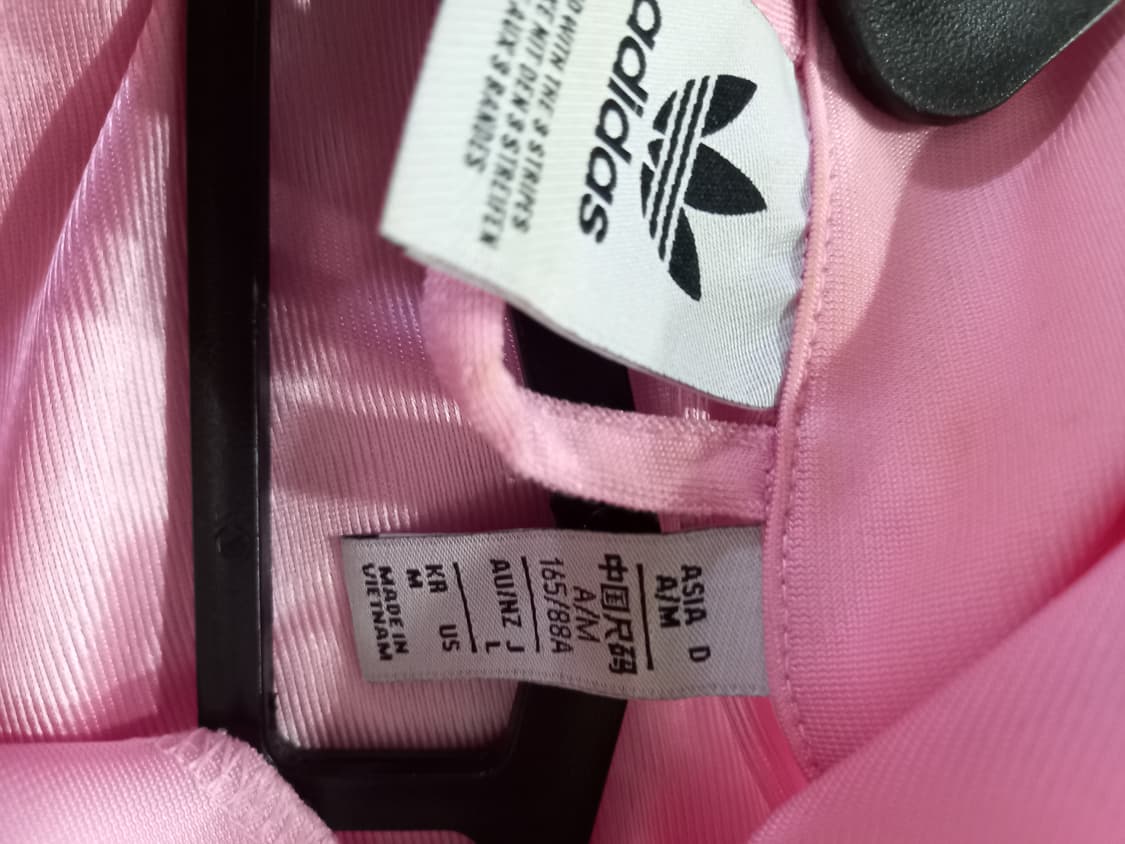 adidas
WITH THE 3 STRIPES
MIT DEN 3 STREIFEN
AUX 3 BANDES
ASIA D
A/M
中国尺码
A/M
165/88A
AU/NZ J
L
KR US
M
MADE IN
VIETNAM